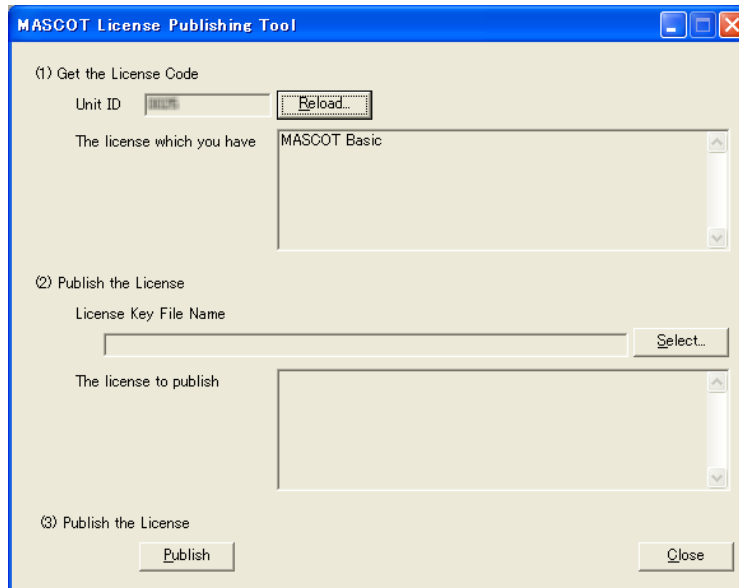 MASCOT License Publishing Tool
(1) Get the License Code
Unit ID
Reload...
The license which you have
MASCOT Basic
(2) Publish the License
License Key File Name
Select...
The license to publish
(3) Publish the License
Publish
Close